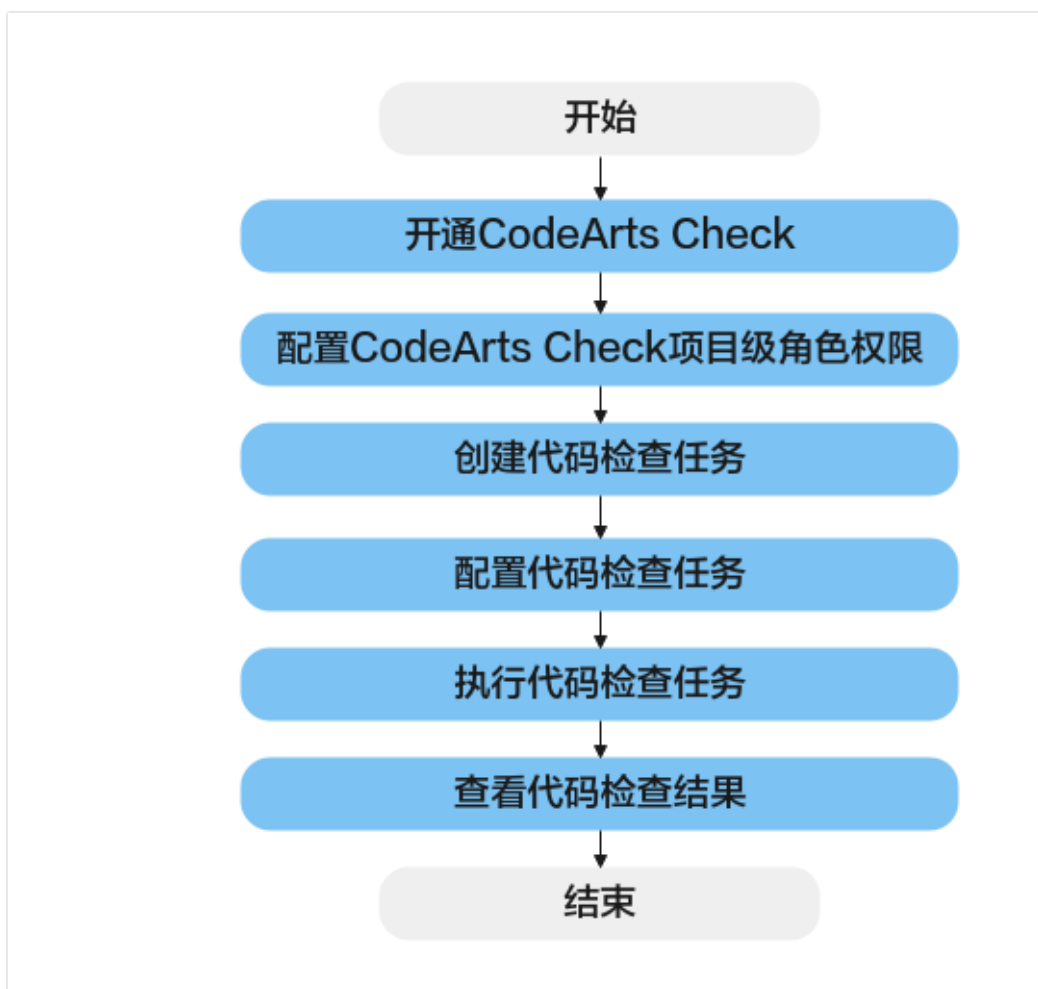 开始
开通CodeArts Check
配置CodeArts Check项目级角色权限
创建代码检查任务
配置代码检查任务
执行代码检查任务
查看代码检查结果
结束